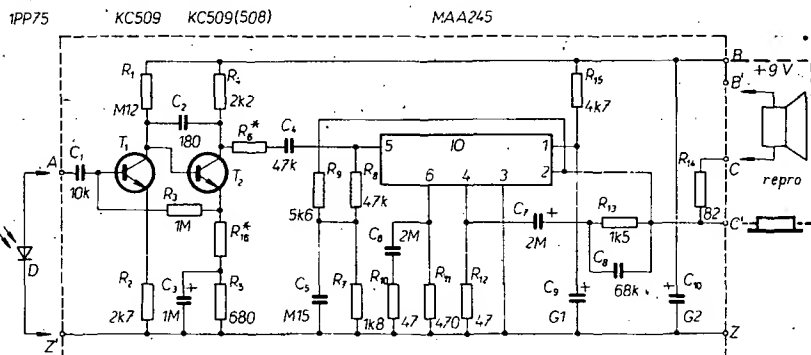 1PP75 KC509 KC509(508) MAA245
B
+9V
B'
R₁
M12
R₄
2k2
R₁₅
4k7
C₂
180
T₁
T₂
R₆*
C₄
47k
5 IO 1
2
6 4 3
A
C₁
10k
R₃
1M
R₉
5k6
R₈
47k
R₁₄
82
C
repro
C'
R₁₆*
C₇
2M
R₁₃
1k5
C₆
2M
C₈
68k
D
R₂
2k7
C₃
1M
R₅
680
C₅
M15
R₇
1k8
R₁₀
47
R₁₁
470
R₁₂
47
C₉
G1
C₁₀
G2
Z'
Z